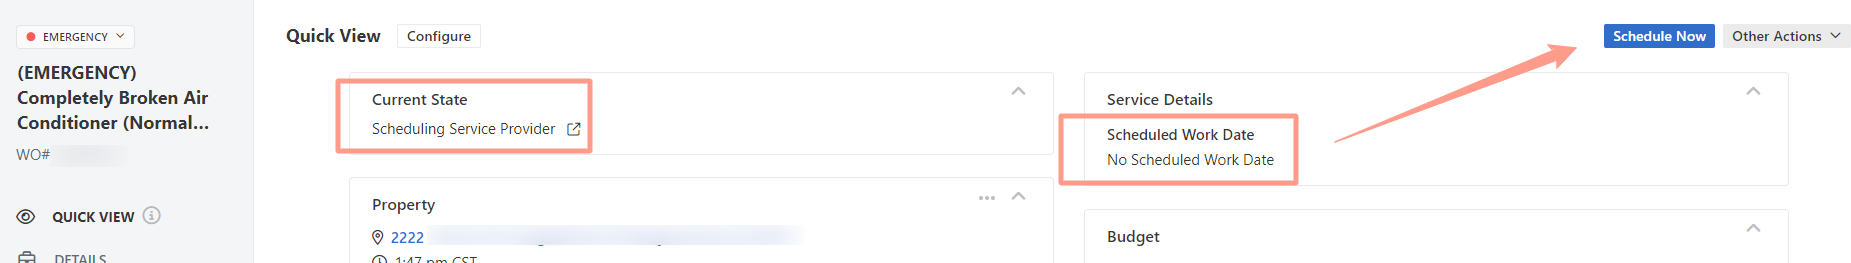 EMERGENCY
(EMERGENCY)
Completely Broken Air
Conditioner (Normal...
WO#
QUICK VIEW
DETAILS
Quick View
Configure
Schedule Now
Other Actions
Current State
Scheduling Service Provider
Property
2222
1:47 pm CST
Service Details
Scheduled Work Date
No Scheduled Work Date
Budget